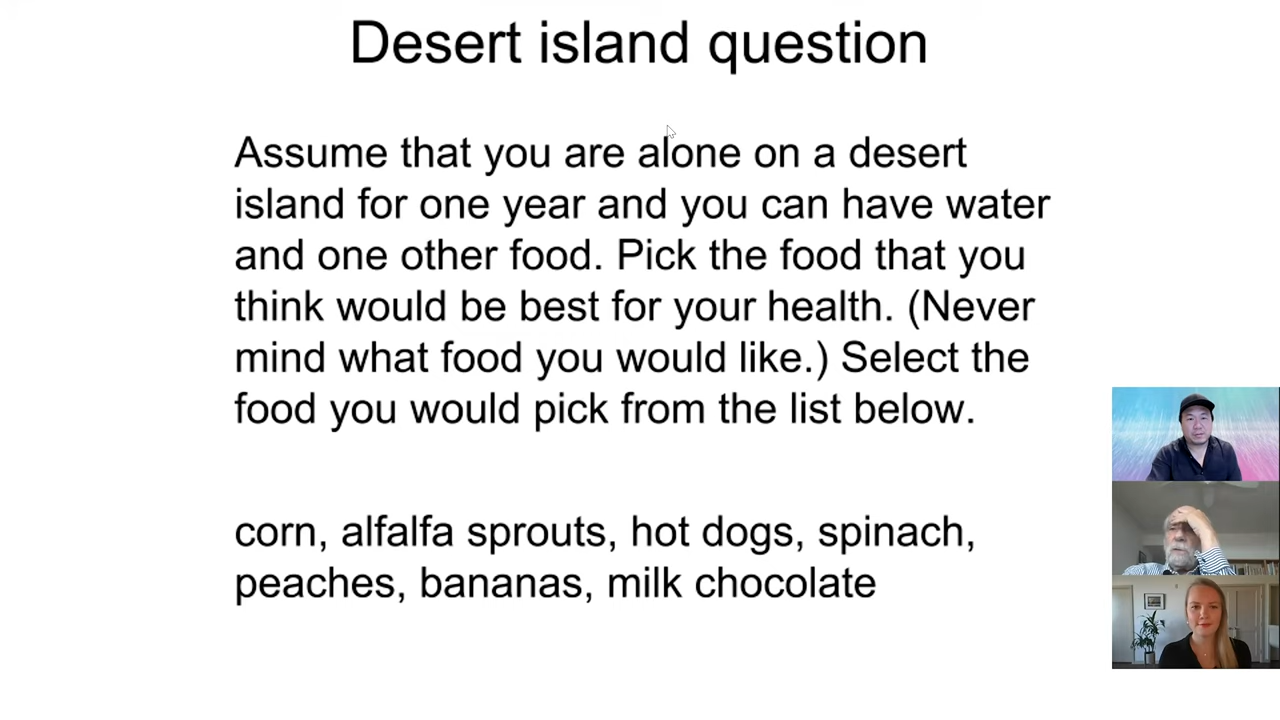 Desert island question
Assume that you are alone on a desert
island for one year and you can have water
and one other food. Pick the food that you
think would be best for your health. (Never
mind what food you would like.) Select the
food you would pick from the list below.
corn, alfalfa sprouts, hot dogs, spinach,
peaches, bananas, milk chocolate